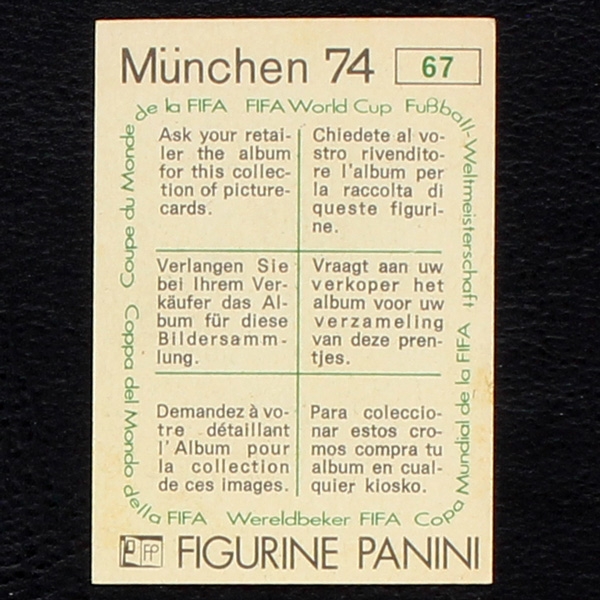 München 74 67
Coupe du Monde de la FIFA FIFA World Cup Fußball-Weltmeisterschaft
Ask your retai-
ler the album
for this collec-
tion of picture-
cards.
Chiedete al vo-
stro rivendito-
re l'album per
la raccolta di
queste figuri-
ne.
Verlangen Sie
bei Ihrem Ver-
käufer das Al-
bum für diese
Bildersamm-
lung.
Vraagt aan uw
verkoper het
album voor uw
verzameling
van deze pren-
tjes.
Demandez à vo-
tre détaillant
l'Album pour
la collection
de ces images.
Para coleccio-
nar estos cro-
mos compra tu
album en cual-
quier kiosko.
Coppa del Mondo della FIFA Wereldbeker FIFA Copa Mundial de la FIFA
FP FIGURINE PANINI